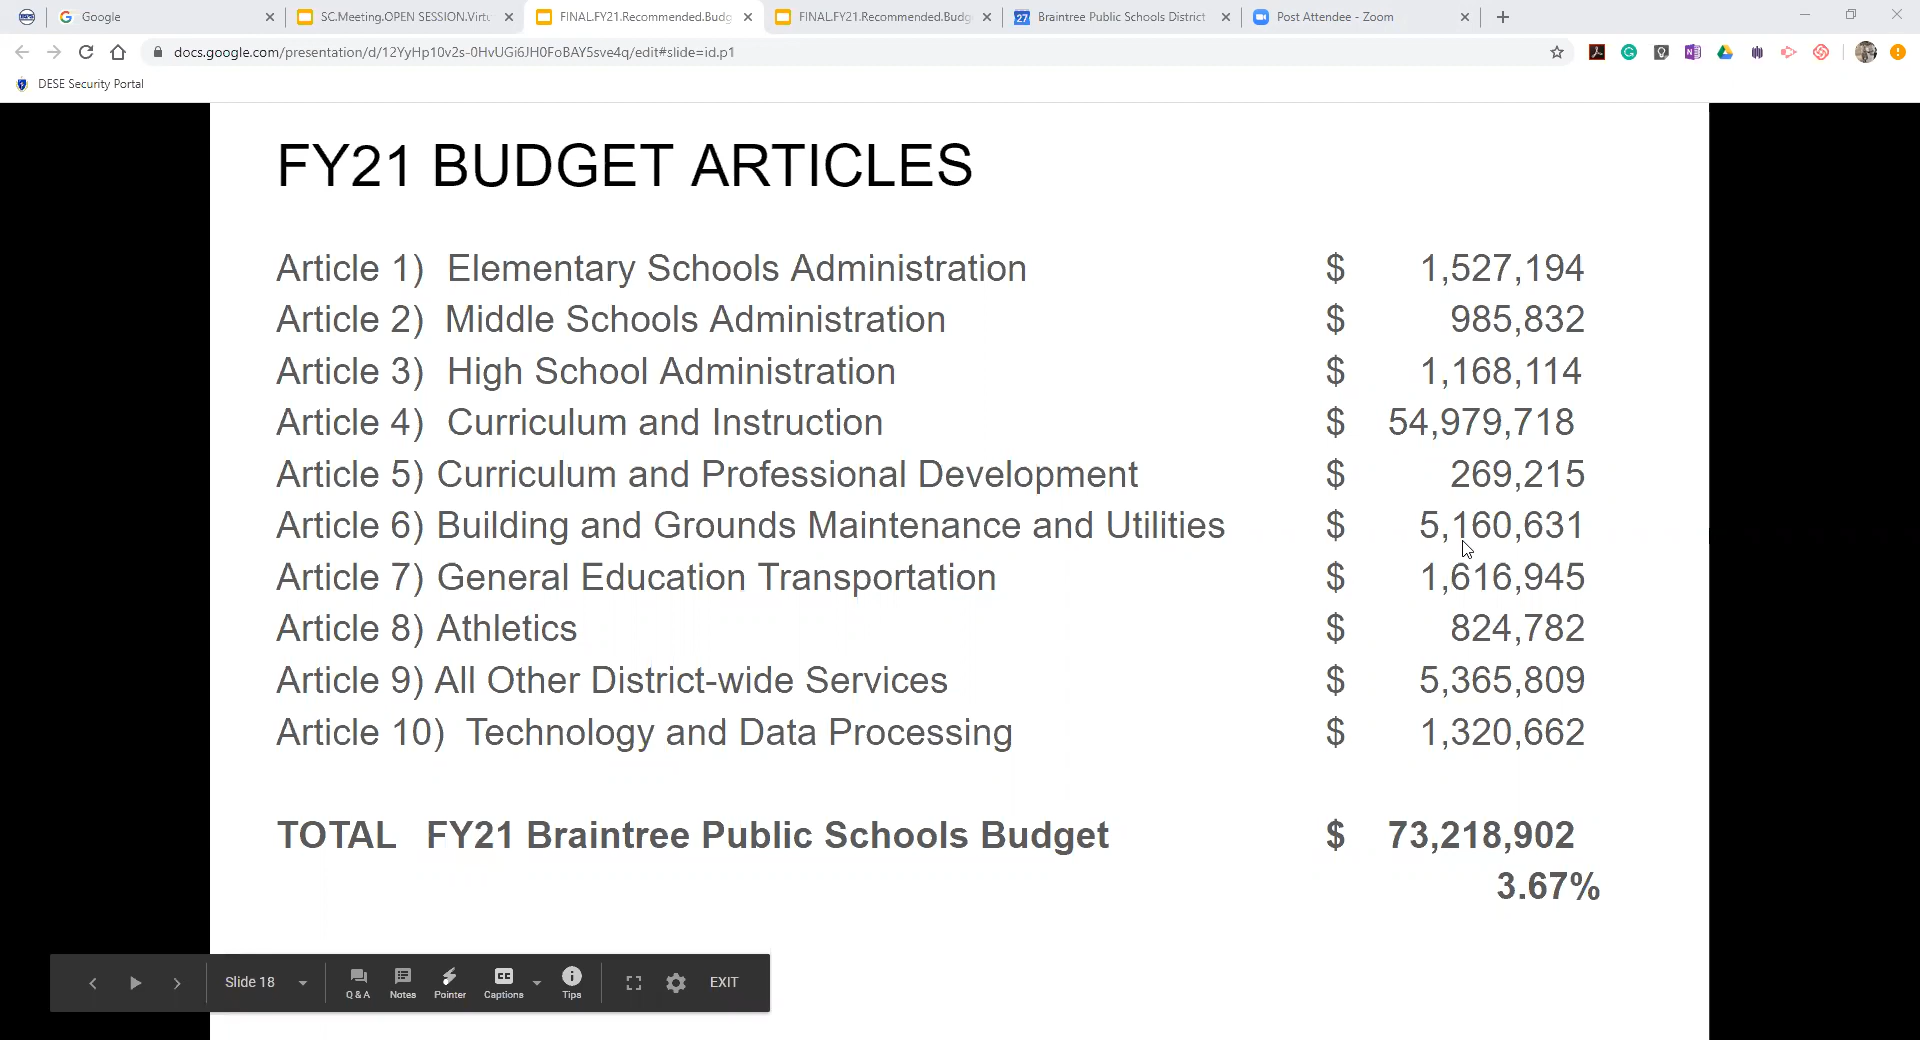 Google
SC.Meeting.OPEN SESSION.Virtu
FINAL.FY21.Recommended.Budg
FINAL.FY21.Recommended.Budg
27 Braintree Public Schools District
Post Attendee - Zoom
docs.google.com/presentation/d/12YyHp10v2s-0HvUGi6JH0FoBAY5sve4q/edit#slide=id.p1
DESE Security Portal
FY21 BUDGET ARTICLES
Article 1) Elementary Schools Administration $ 1,527,194
Article 2) Middle Schools Administration $ 985,832
Article 3) High School Administration $ 1,168,114
Article 4) Curriculum and Instruction $ 54,979,718
Article 5) Curriculum and Professional Development $ 269,215
Article 6) Building and Grounds Maintenance and Utilities $ 5,160,631
Article 7) General Education Transportation $ 1,616,945
Article 8) Athletics $ 824,782
Article 9) All Other District-wide Services $ 5,365,809
Article 10) Technology and Data Processing $ 1,320,662
TOTAL FY21 Braintree Public Schools Budget $ 73,218,902
3.67%
Slide 18
Q & A
Notes
Pointer
CC
Captions
Tips
EXIT